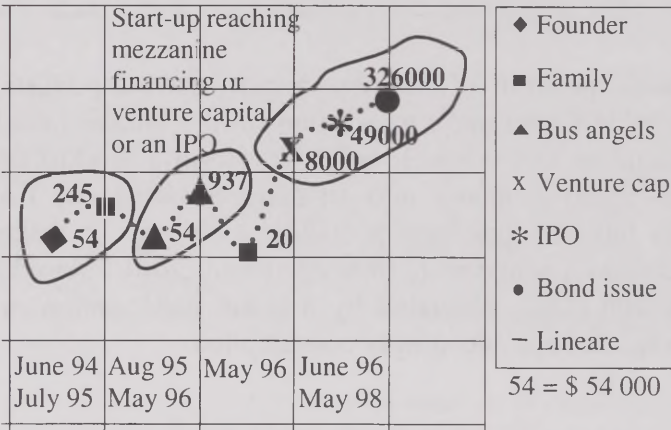 Start-up reaching
mezzanine
financing or
venture capital
or an IPO
326000
49000
8000
937
245
54
54
20
June 94 Aug 95 May 96 June 96
July 95 May 96 May 98
Founder
Family
Bus angels
X Venture cap
IPO
Bond issue
Lineare
54 = $ 54 000